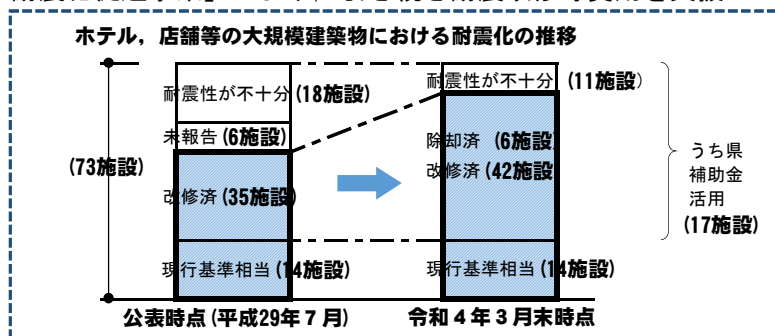 ホテル，店舗等の大規模建築物における耐震化の推移
耐震性が不十分(18施設)
未報告(6施設)
(73施設)
改修済(35施設)
現行基準相当(14施設)
公表時点(平成29年7月)
耐震性が不十分(11施設)
除却済 (6施設)
改修済(42施設
現行基準相当(14施設)
令和4年3月末時点
うち県
補助金
活用
(17施設)